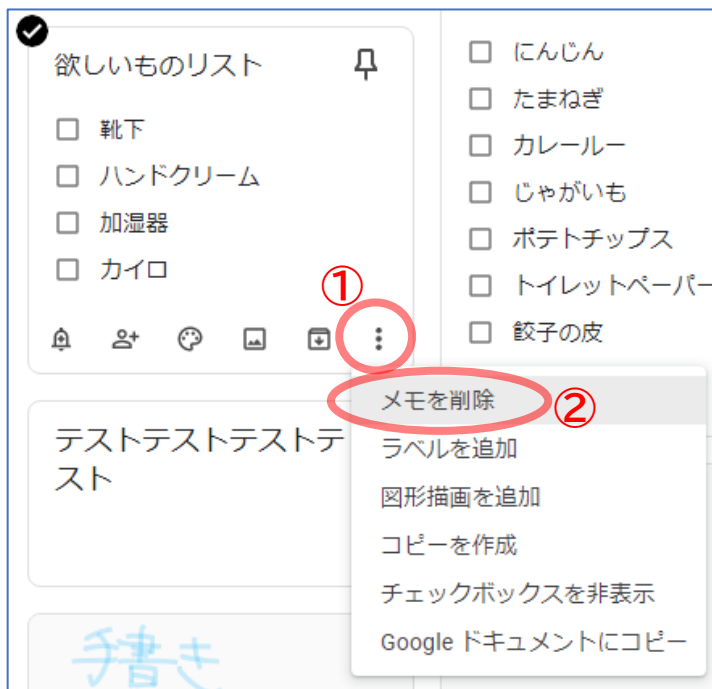 欲しいものリスト
靴下
ハンドクリーム
加湿器
カイロ
①
テストテストテストテ
スト
手書き
にんじん
たまねぎ
カレールー
じゃがいも
ポテトチップス
トイレットペーパー
餃子の皮
メモを削除
②
ラベルを追加
図形描画を追加
コピーを作成
チェックボックスを非表示
Google ドキュメントにコピー